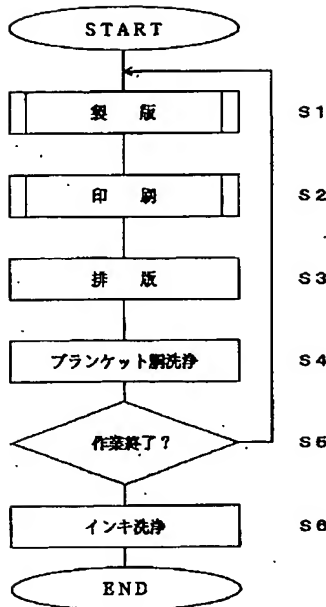 START
製 版 S1
印 刷 S2
排 版 S3
ブランケット胴洗浄 S4
作業終了? S5
インキ洗浄 S6
END